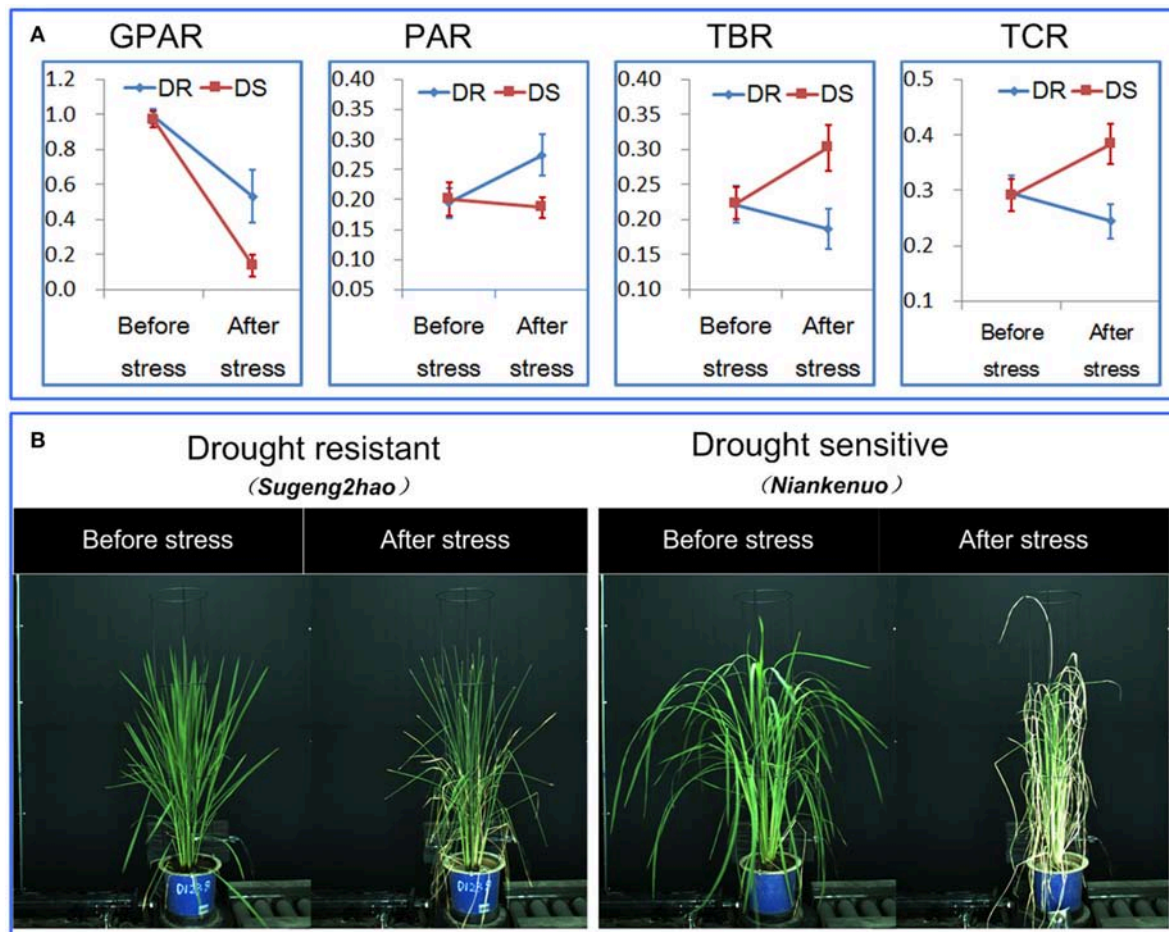 A
GPAR
PAR
TBR
TCR
1.2
1.0
0.8
0.6
0.4
0.2
0.0
DR DS
Before stress
After stress
0.40
0.35
0.30
0.25
0.20
0.15
0.10
0.05
DR DS
Before stress
After stress
0.40
0.35
0.30
0.25
0.20
0.15
0.10
DR DS
Before stress
After stress
0.5
0.4
0.3
0.2
0.1
DR DS
Before stress
After stress
B
Drought resistant
（Sugeng2hao）
Drought sensitive
（Niankenuo）
Before stress
After stress
Before stress
After stress